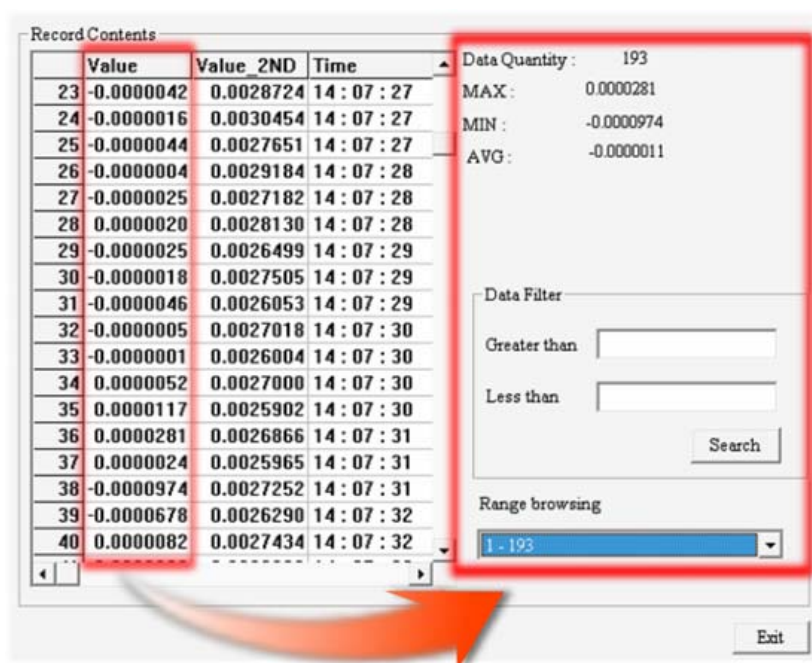 Record Contents
Value Value_2ND Time
23 -0.0000042 0.0028724 14 : 07 : 27
24 -0.0000016 0.0030454 14 : 07 : 27
25 -0.0000044 0.0027651 14 : 07 : 27
26 -0.0000004 0.0029184 14 : 07 : 28
27 -0.0000025 0.0027182 14 : 07 : 28
28 0.0000020 0.0028130 14 : 07 : 28
29 -0.0000025 0.0026499 14 : 07 : 29
30 -0.0000018 0.0027505 14 : 07 : 29
31 -0.0000046 0.0026053 14 : 07 : 29
32 -0.0000005 0.0027018 14 : 07 : 30
33 -0.0000001 0.0026004 14 : 07 : 30
34 0.0000052 0.0027000 14 : 07 : 30
35 0.0000117 0.0025902 14 : 07 : 30
36 0.0000281 0.0026866 14 : 07 : 31
37 0.0000024 0.0025965 14 : 07 : 31
38 -0.0000974 0.0027252 14 : 07 : 31
39 -0.0000678 0.0026290 14 : 07 : 32
40 0.0000082 0.0027434 14 : 07 : 32
Data Quantity : 193
MAX : 0.0000281
MIN : -0.0000974
AVG : -0.0000011
Data Filter
Greater than
Less than
Search
Range browsing
1 - 193
Exit